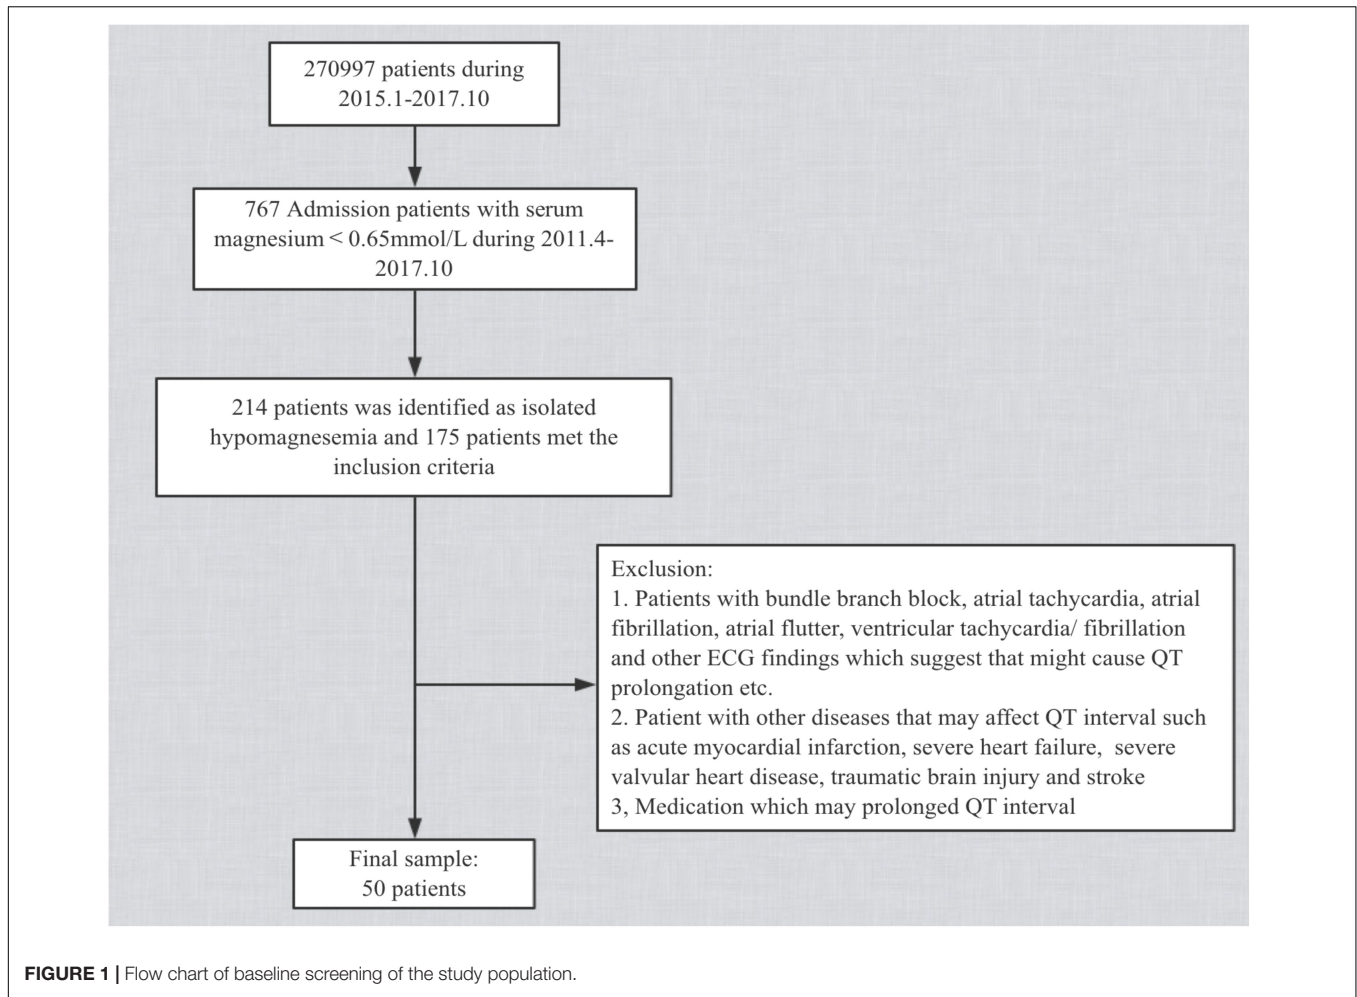 270997 patients during
2015.1-2017.10
767 Admission patients with serum
magnesium < 0.65mmol/L during 2011.4-
2017.10
214 patients was identified as isolated
hypomagnesemia and 175 patients met the
inclusion criteria
Exclusion:
1. Patients with bundle branch block, atrial tachycardia, atrial
fibrillation, atrial flutter, ventricular tachycardia/ fibrillation
and other ECG findings which suggest that might cause QT
prolongation etc.
2. Patient with other diseases that may affect QT interval such
as acute myocardial infarction, severe heart failure,  severe
valvular heart disease, traumatic brain injury and stroke
3, Medication which may prolonged QT interval
Final sample:
50 patients
FIGURE 1 | Flow chart of baseline screening of the study population.